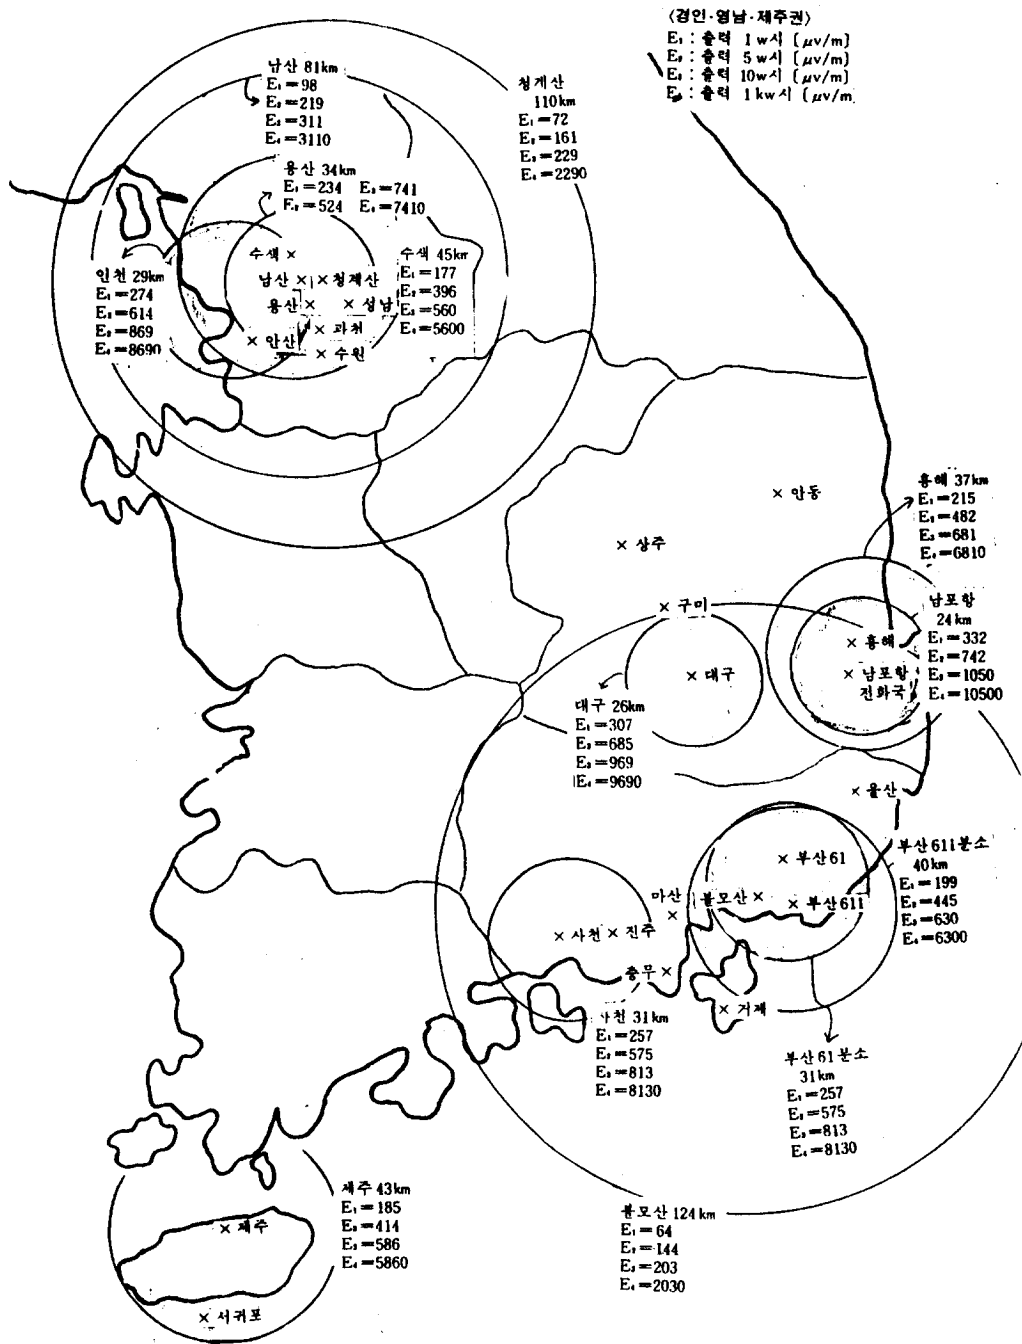 〈경인·영남·제주권〉
E₁ : 출력 1w시 [μv/m]
E₂ : 출력 5w시 [μv/m]
E₃ : 출력 10w시 [μv/m]
E₄ : 출력 1kw시 [μv/m
남산 81km
E₁=98
E₂=219
E₃=311
E₄=3110
청계산
110km
E₁=72
E₂=161
E₃=229
E₄=2290
용산 34km
E₁=234 E₃=741
E₂=524 E₄=7410
인천 29km
E₁=274
E₂=614
E₃=869
E₄=8690
수색 45km
E₁=177
E₂=396
E₃=560
E₄=5600
×수색
남산×
×청계산
용산×
×성남
×과천
×안산
×수원
흥해 37km
E₁=215
E₂=482
E₃=681
E₄=6810
×안동
×상주
×구미
남포항
24km
E₁=332
E₂=742
E₃=1050
E₄=10500
×흥해
×남포항
전화국
×대구
대구 26km
E₁=307
E₂=685
E₃=969
E₄=9690
×울산
부산611분소
40km
E₁=199
E₂=445
E₃=630
E₄=6300
×부산61
마산×
불모산×
×부산611
×사천
×진주
충무×
×거제
사천 31km
E₁=257
E₂=575
E₃=813
E₄=8130
부산61분소
31km
E₁=257
E₂=575
E₃=813
E₄=8130
제주 43km
E₁=185
E₂=414
E₃=586
E₄=5860
×제주
×서귀포
불모산 124km
E₁=64
E₂=144
E₃=203
E₄=2030